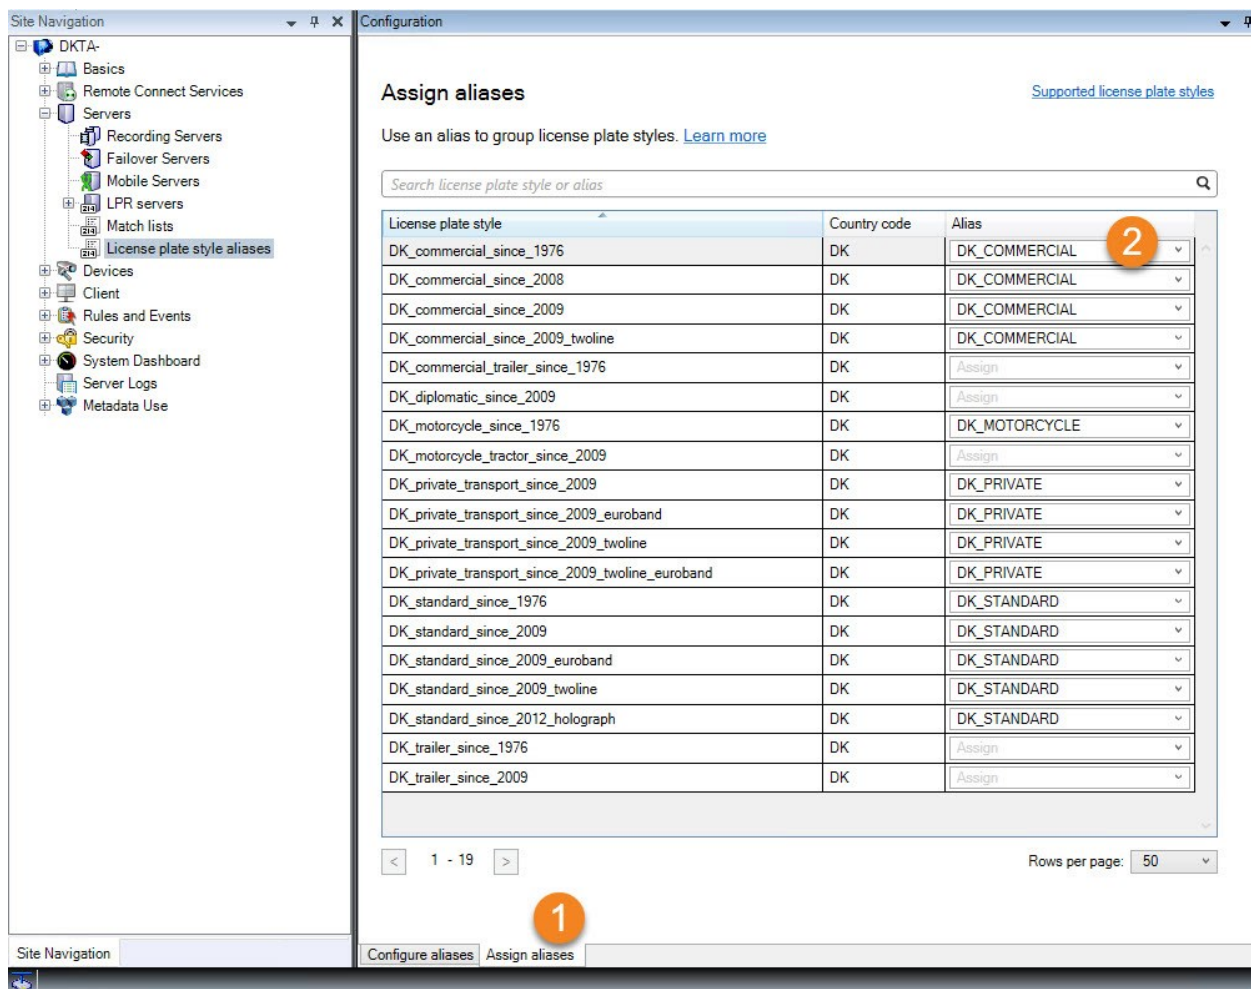 Site Navigation
DKTA-
Basics
Remote Connect Services
Servers
Recording Servers
Failover Servers
Mobile Servers
LPR servers
Match lists
License plate style aliases
Devices
Client
Rules and Events
Security
System Dashboard
Server Logs
Metadata Use
Site Navigation
Configuration
Assign aliases
Supported license plate styles
Use an alias to group license plate styles. Learn more
Search license plate style or alias
License plate style Country code Alias
2
DK_commercial_since_1976 DK DK_COMMERCIAL
DK_commercial_since_2008 DK DK_COMMERCIAL
DK_commercial_since_2009 DK DK_COMMERCIAL
DK_commercial_since_2009_twoline DK DK_COMMERCIAL
DK_commercial_trailer_since_1976 DK Assign
DK_diplomatic_since_2009 DK Assign
DK_motorcycle_since_1976 DK DK_MOTORCYCLE
DK_motorcycle_tractor_since_2009 DK Assign
DK_private_transport_since_2009 DK DK_PRIVATE
DK_private_transport_since_2009_euroband DK DK_PRIVATE
DK_private_transport_since_2009_twoline DK DK_PRIVATE
DK_private_transport_since_2009_twoline_euroband DK DK_PRIVATE
DK_standard_since_1976 DK DK_STANDARD
DK_standard_since_2009 DK DK_STANDARD
DK_standard_since_2009_euroband DK DK_STANDARD
DK_standard_since_2009_twoline DK DK_STANDARD
DK_standard_since_2012_holograph DK DK_STANDARD
DK_trailer_since_1976 DK Assign
DK_trailer_since_2009 DK Assign
< 1 - 19 > Rows per page: 50
1
Configure aliases Assign aliases